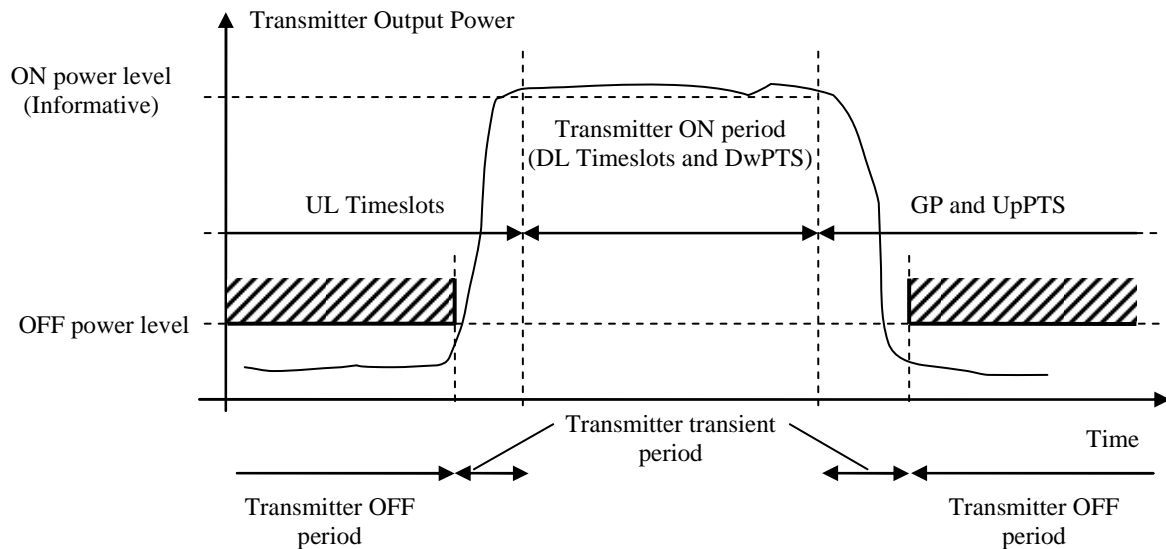 Transmitter Output Power
ON power level
(Informative)
Transmitter ON period
(DL Timeslots and DwPTS)
UL Timeslots
GP and UpPTS
OFF power level
Transmitter transient
period
Time
Transmitter OFF
period
Transmitter OFF
period